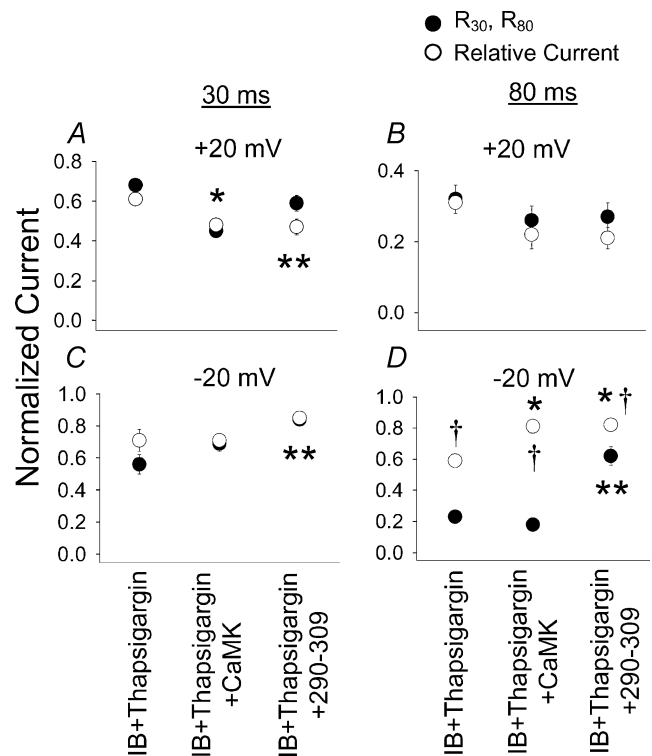 ● R30, R80
○ Relative Current
30 ms
80 ms
A
+20 mV
B
+20 mV
0.8
0.6
0.4
0.2
0.0
*
**
0.4
0.2
0.0
Normalized Current
C
-20 mV
D
-20 mV
1.0
0.8
0.6
0.4
0.2
0.0
**
1.0
0.8
0.6
0.4
0.2
0.0
†
*
†
* †
**
IB+Thapsigargin
IB+Thapsigargin
+CaMK
IB+Thapsigargin
+290-309
IB+Thapsigargin
IB+Thapsigargin
+CaMK
IB+Thapsigargin
+290-309